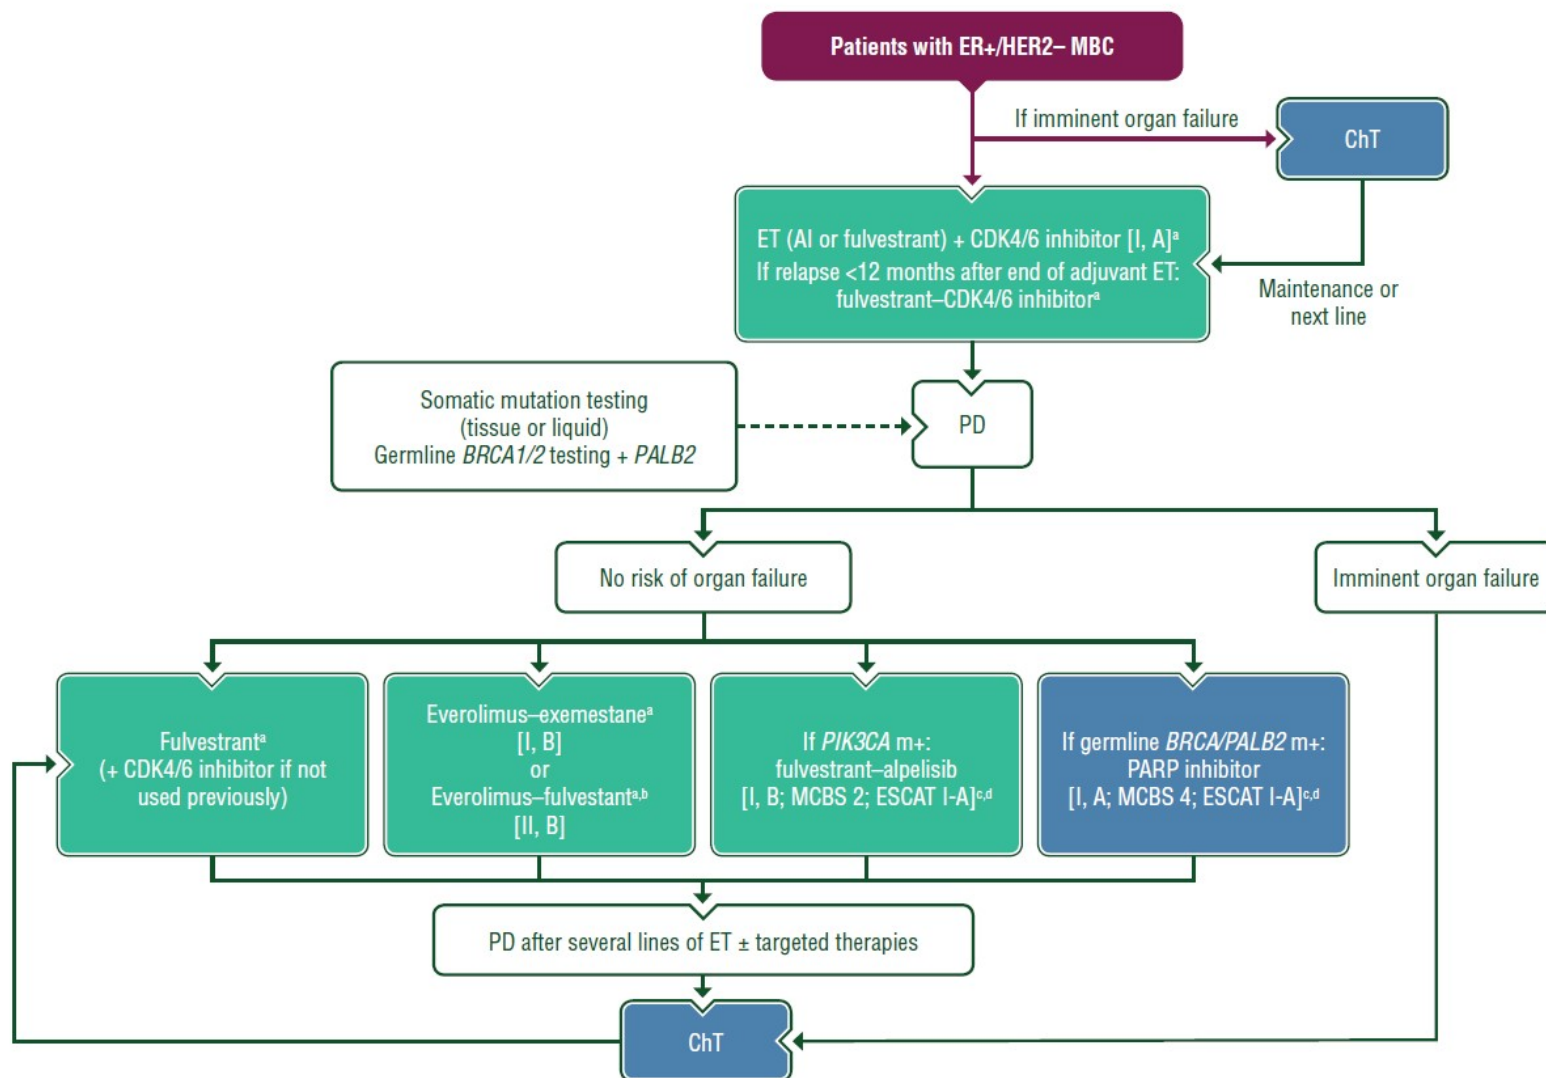 Patients with ER+/HER2– MBC
If imminent organ failure
ChT
ET (AI or fulvestrant) + CDK4/6 inhibitor [I, A]ᵃ
If relapse <12 months after end of adjuvant ET:
fulvestrant–CDK4/6 inhibitorᵃ
Maintenance or
next line
Somatic mutation testing
(tissue or liquid)
Germline BRCA1/2 testing + PALB2
PD
No risk of organ failure
Imminent organ failure
Fulvestrantᵃ
(+ CDK4/6 inhibitor if not
used previously)
Everolimus–exemestaneᵃ
[I, B]
or
Everolimus–fulvestantᵃ,ᵇ
[II, B]
If PIK3CA m+:
fulvestrant–alpelisib
[I, B; MCBS 2; ESCAT I-A]ᶜ,ᵈ
If germline BRCA/PALB2 m+:
PARP inhibitor
[I, A; MCBS 4; ESCAT I-A]ᶜ,ᵈ
PD after several lines of ET ± targeted therapies
ChT